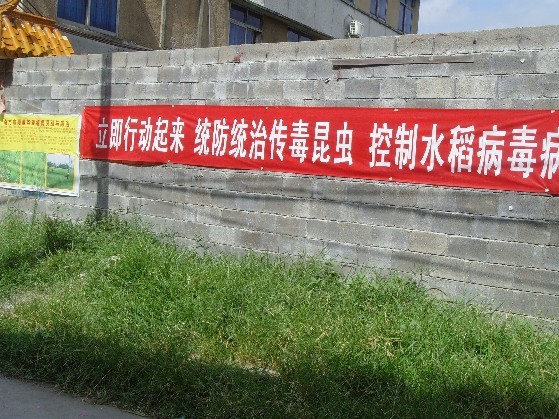 立即行动起来 统防统治传毒昆虫 控制水稻病毒病